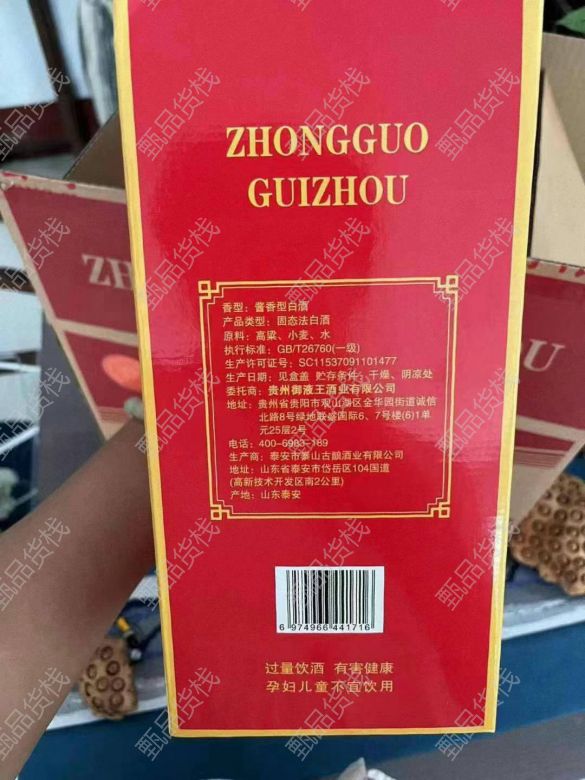 ZHONGGUO
GUIZHOU
香型：酱香型白酒
产品类型：固态法白酒
原料：高粱、小麦、水
执行标准：GB/T26760(一级)
生产许可证号：SC11537091101477
生产日期：见盒盖 贮存条件：干燥、阴凉处
委托商：贵州御液王酒业有限公司
地址：贵州省贵阳市观山湖区金华园街道诚信
北路8号绿地联盛国际6、7号楼(6)1单
元25层2号
电话：400-6983-189
生产商：泰安市泰山古酿酒业有限公司
地址：山东省泰安市岱岳区104国道
(高新技术开发区南2公里)
产地：山东泰安
6 974966 441716
过量饮酒 有害健康
孕妇儿童不宜饮用
ZH
OU
甄品货栈